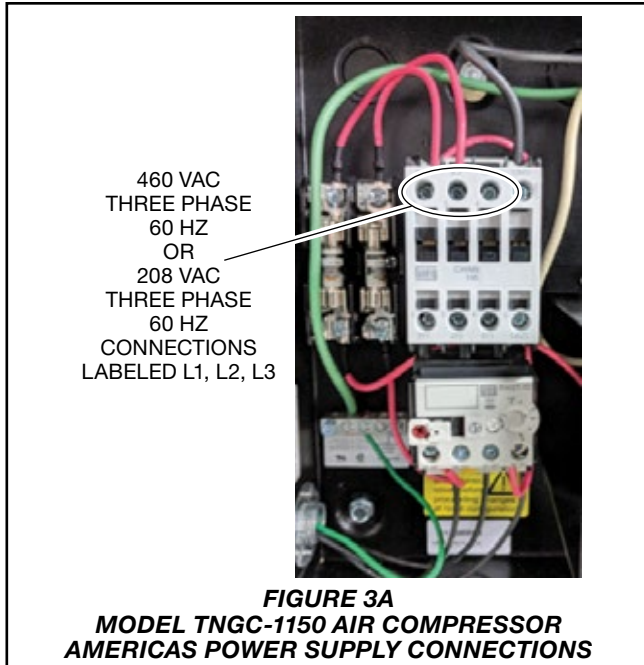 460 VAC
THREE PHASE
60 HZ
OR
208 VAC
THREE PHASE
60 HZ
CONNECTIONS
LABELED L1, L2, L3
FIGURE 3A
MODEL TNGC-1150 AIR COMPRESSOR
AMERICAS POWER SUPPLY CONNECTIONS